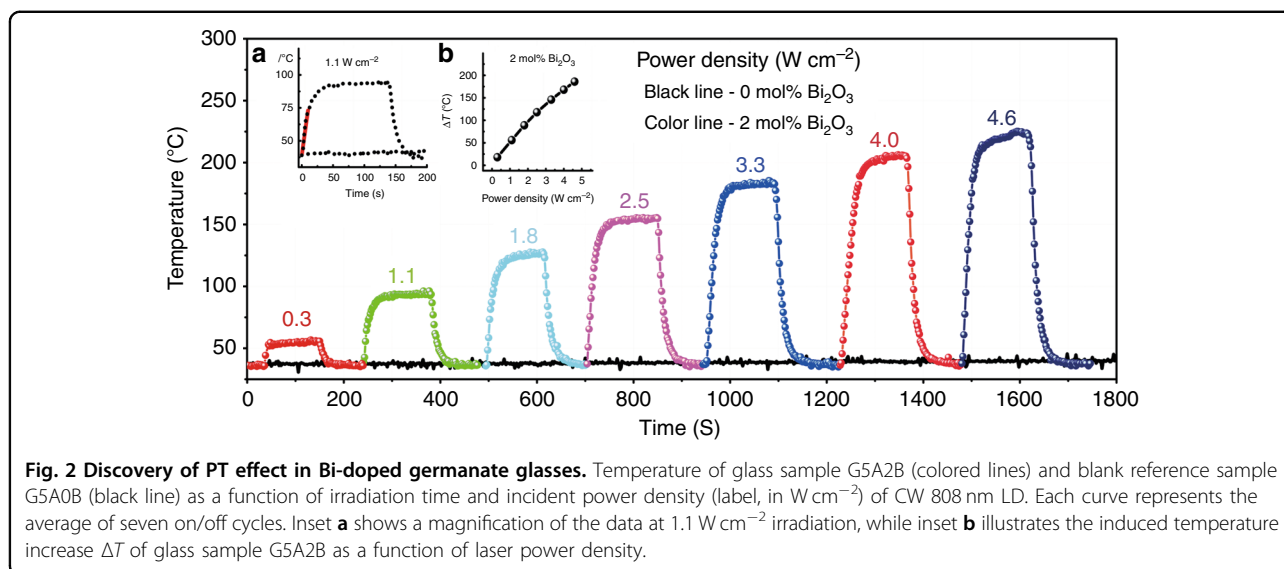 300
250
200
150
100
50
Temperature (°C)
0
200
400
600
800
1000
1200
1400
1600
1800
Time (S)
a
/°C
1.1 W cm⁻²
100
75
50
0
50
100
150
200
Time (s)
b
2 mol% Bi₂O₃
200
150
100
50
0
ΔT (°C)
0 1 2 3 4 5
Power density (W cm⁻²)
Power density (W cm⁻²)
Black line - 0 mol% Bi₂O₃
Color line - 2 mol% Bi₂O₃
0.3
1.1
1.8
2.5
3.3
4.0
4.6
Fig. 2 Discovery of PT effect in Bi-doped germanate glasses. Temperature of glass sample G5A2B (colored lines) and blank reference sample
G5A0B (black line) as a function of irradiation time and incident power density (label, in W cm⁻²) of CW 808 nm LD. Each curve represents the
average of seven on/off cycles. Inset a shows a magnification of the data at 1.1 W cm⁻² irradiation, while inset b illustrates the induced temperature
increase ΔT of glass sample G5A2B as a function of laser power density.